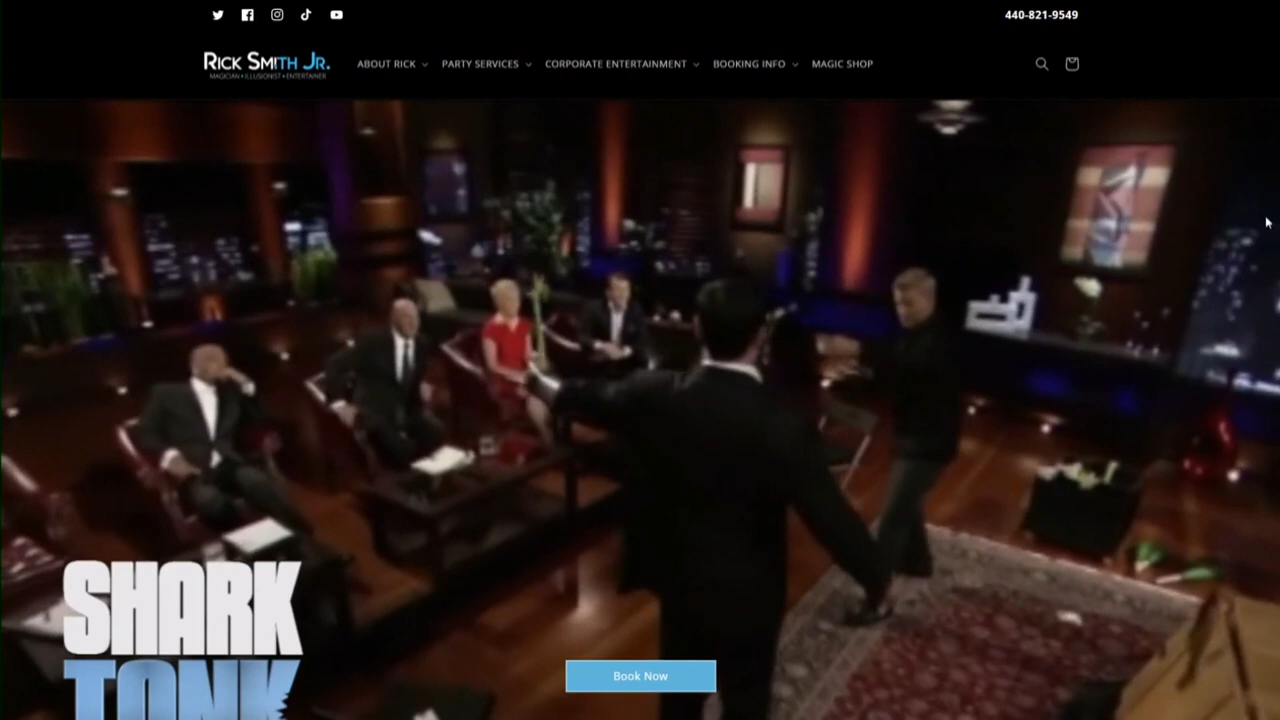 440-821-9549
RICK SMITH JR.
MAGICIAN • ILLUSIONIST • ENTERTAINER
ABOUT RICK
PARTY SERVICES
CORPORATE ENTERTAINMENT
BOOKING INFO
MAGIC SHOP
SHARK
TANK
Book Now